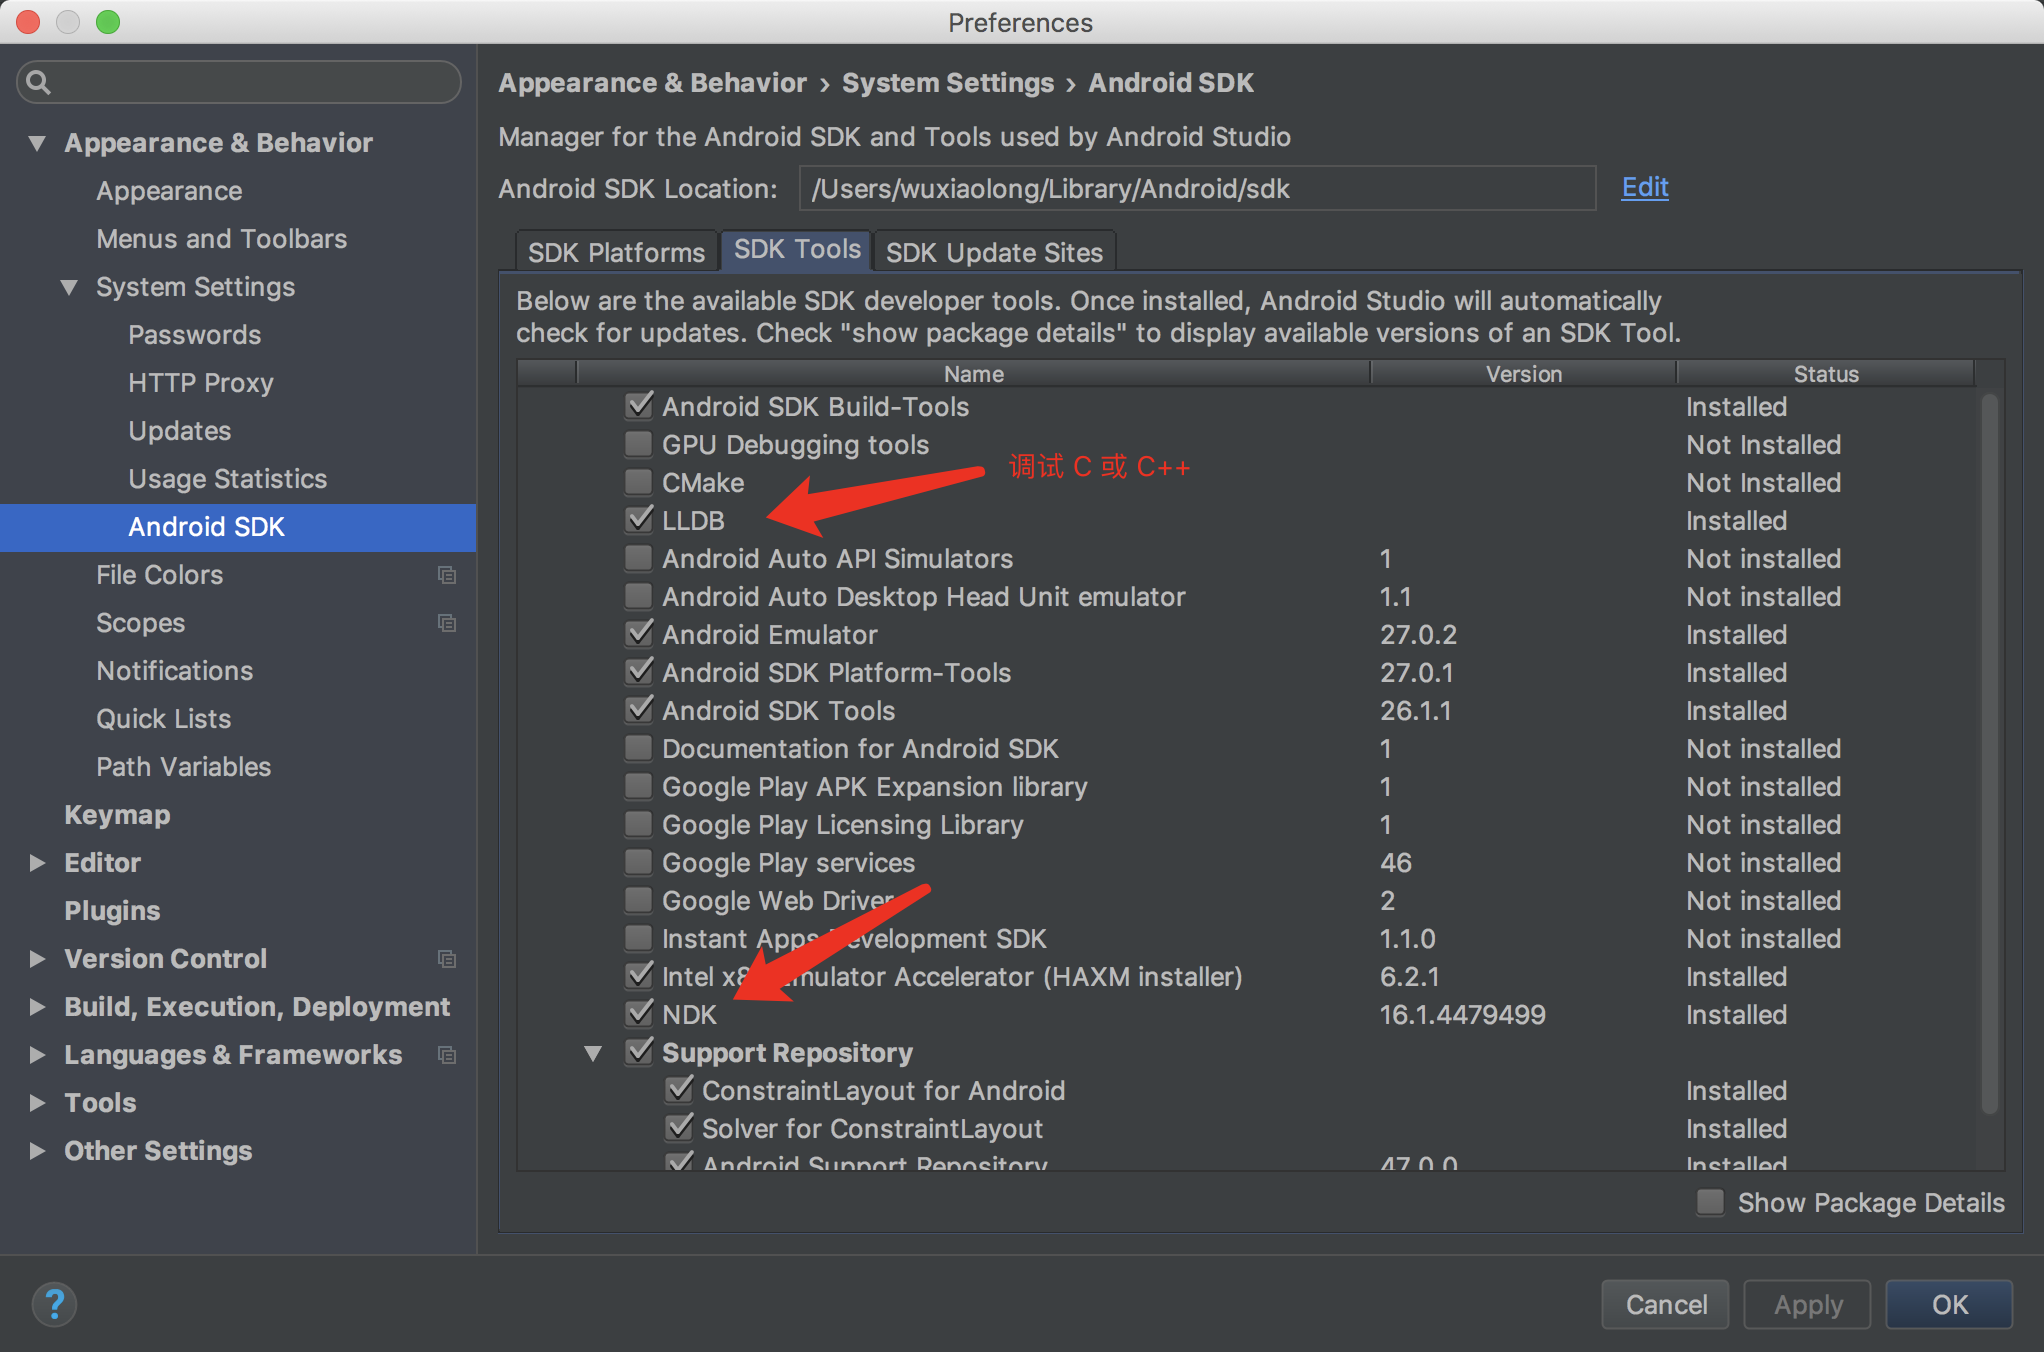 Preferences
Appearance & Behavior
Appearance
Menus and Toolbars
System Settings
Passwords
HTTP Proxy
Updates
Usage Statistics
Android SDK
File Colors
Scopes
Notifications
Quick Lists
Path Variables
Keymap
Editor
Plugins
Version Control
Build, Execution, Deployment
Languages & Frameworks
Tools
Other Settings
Appearance & Behavior › System Settings › Android SDK
Manager for the Android SDK and Tools used by Android Studio
Android SDK Location: /Users/wuxiaolong/Library/Android/sdk Edit
SDK Platforms SDK Tools SDK Update Sites
Below are the available SDK developer tools. Once installed, Android Studio will automatically
check for updates. Check "show package details" to display available versions of an SDK Tool.
Name Version Status
Android SDK Build-Tools Installed
GPU Debugging tools Not Installed
调试 C 或 C++
CMake Not Installed
LLDB Installed
Android Auto API Simulators 1 Not installed
Android Auto Desktop Head Unit emulator 1.1 Not installed
Android Emulator 27.0.2 Installed
Android SDK Platform-Tools 27.0.1 Installed
Android SDK Tools 26.1.1 Installed
Documentation for Android SDK 1 Not installed
Google Play APK Expansion library 1 Not installed
Google Play Licensing Library 1 Not installed
Google Play services 46 Not installed
Google Web Driver 2 Not installed
Instant Apps Development SDK 1.1.0 Not installed
Intel x86 Emulator Accelerator (HAXM installer) 6.2.1 Installed
NDK 16.1.4479499 Installed
Support Repository
ConstraintLayout for Android Installed
Solver for ConstraintLayout Installed
Android Support Repository 47.0.0 Installed
Show Package Details
? Cancel Apply OK